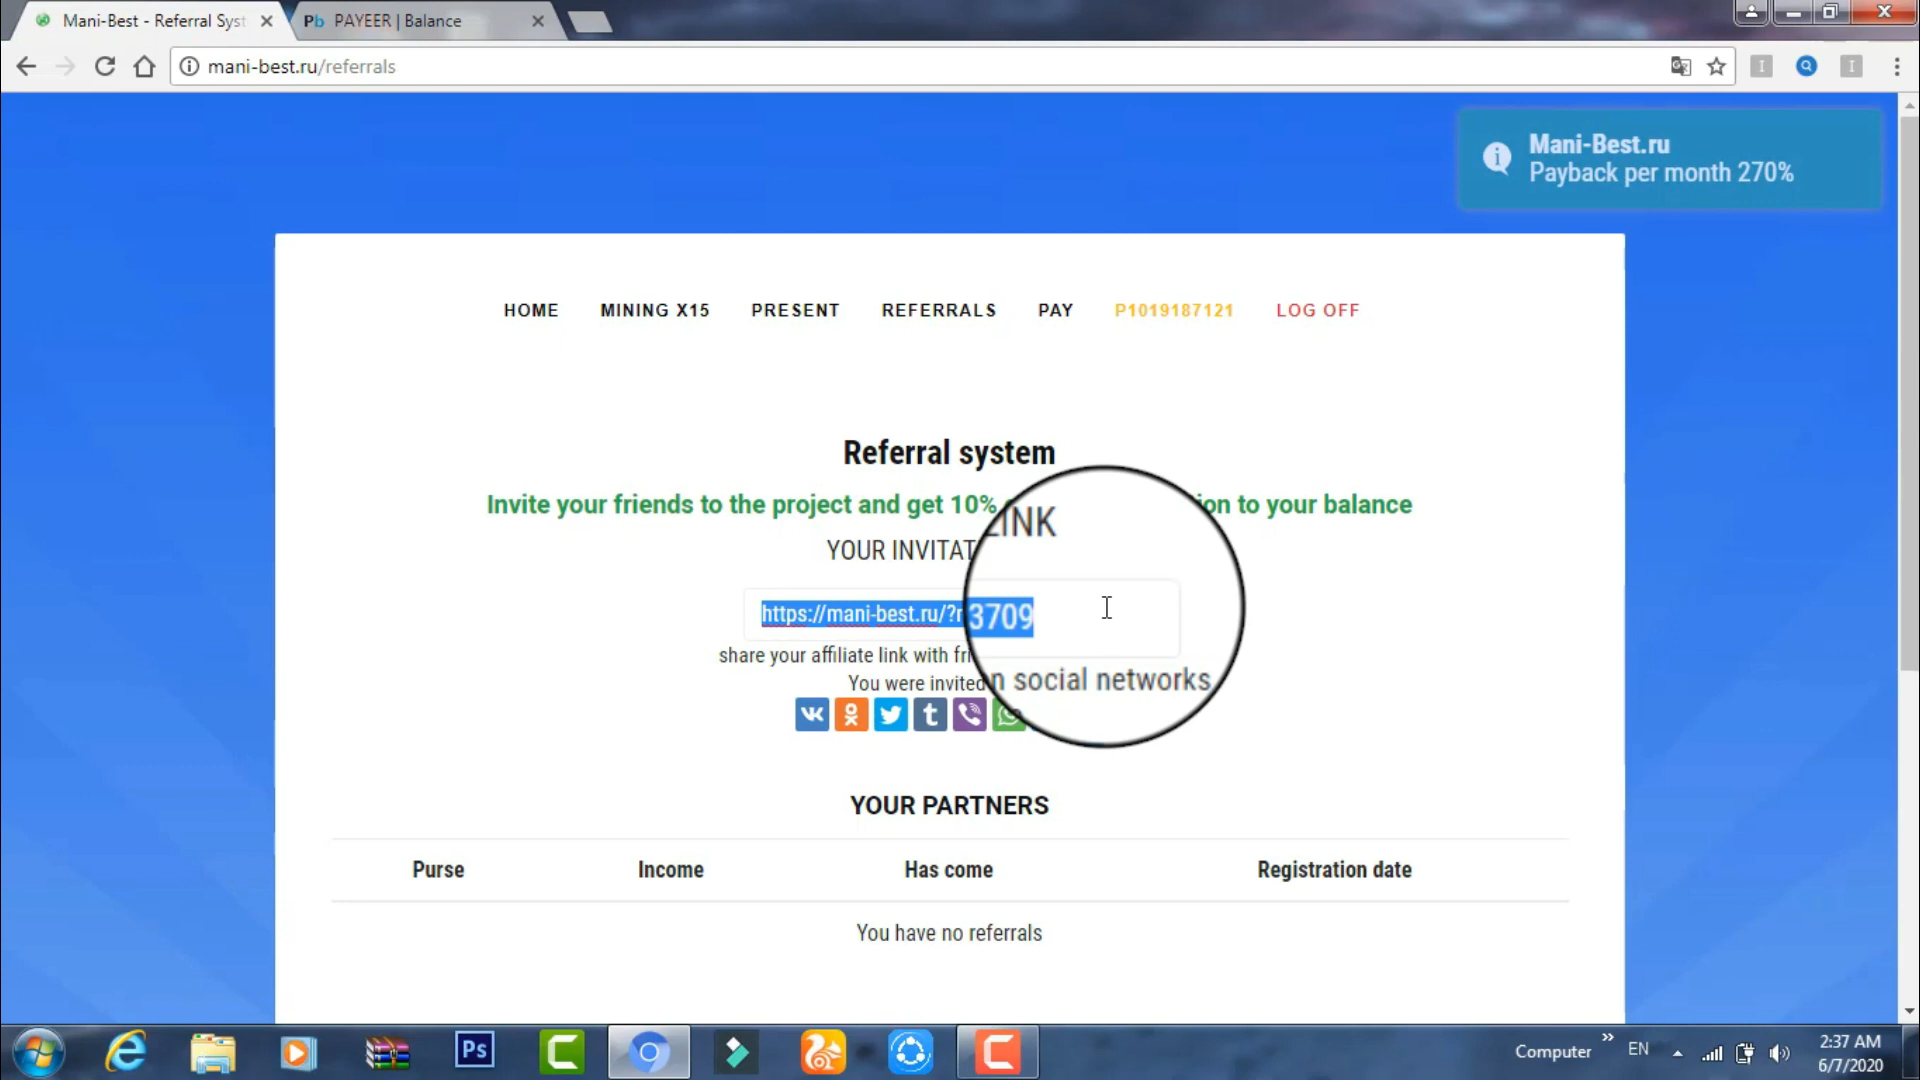 Mani-Best - Referral Syst
Pb PAYEER | Balance
mani-best.ru/referrals
Mani-Best.ru
Payback per month 270%
HOME MINING X15 PRESENT REFERRALS PAY P1019187121 LOG OFF
Referral system
Invite your friends to the project and get 10% on to your balance
YOUR INVITAT LINK
https://mani-best.ru/?r 3709
share your affiliate link with fri n social networks
You were invited
YOUR PARTNERS
Purse Income Has come Registration date
You have no referrals
Ps
Computer » EN 2:37 AM
6/7/2020